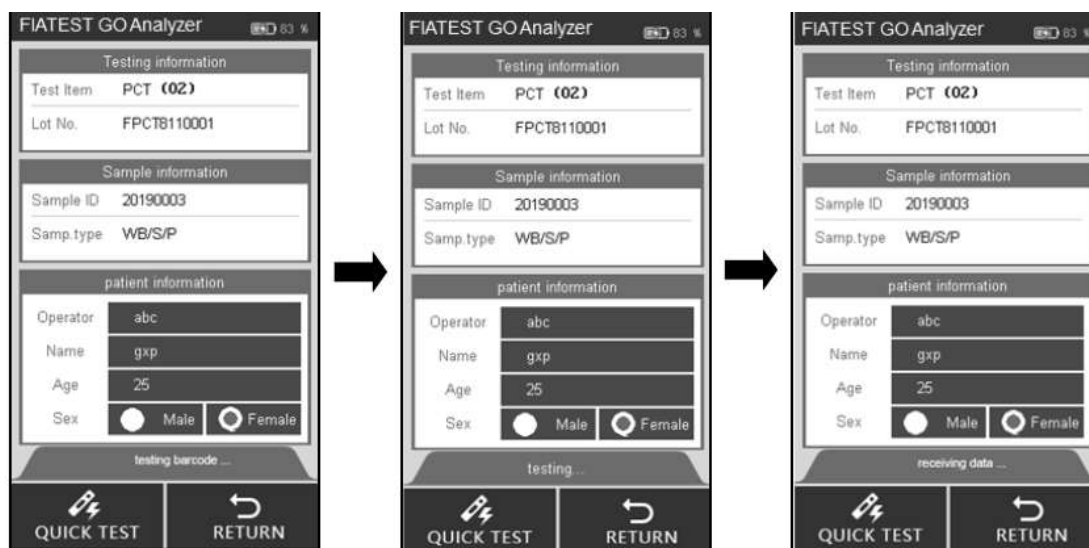 FIATEST GO Analyzer 83 %
Testing information
Test Item PCT (02)
Lot No. FPCT8110001
Sample information
Sample ID 20190003
Samp.type WB/S/P
patient information
Operator abc
Name gxp
Age 25
Sex Male Female
testing barcode ...
QUICK TEST RETURN
FIATEST GO Analyzer 83 %
Testing information
Test Item PCT (02)
Lot No. FPCT8110001
Sample information
Sample ID 20190003
Samp.type WB/S/P
patient information
Operator abc
Name gxp
Age 25
Sex Male Female
testing...
QUICK TEST RETURN
FIATEST GO Analyzer 83 %
Testing information
Test Item PCT (02)
Lot No. FPCT8110001
Sample information
Sample ID 20190003
Samp.type WB/S/P
patient information
Operator abc
Name gxp
Age 25
Sex Male Female
receiving data ...
QUICK TEST RETURN